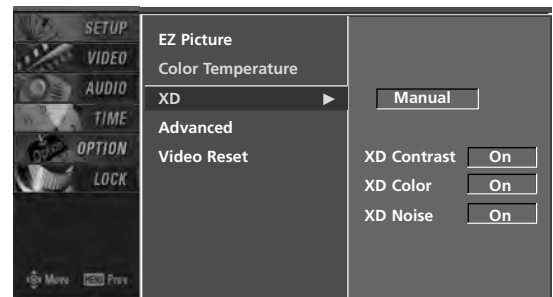 SETUP
VIDEO
AUDIO
TIME
OPTION
LOCK
Move MENU Prev
EZ Picture
Color Temperature
XD ▶
Advanced
Video Reset
Manual
XD Contrast On
XD Color On
XD Noise On